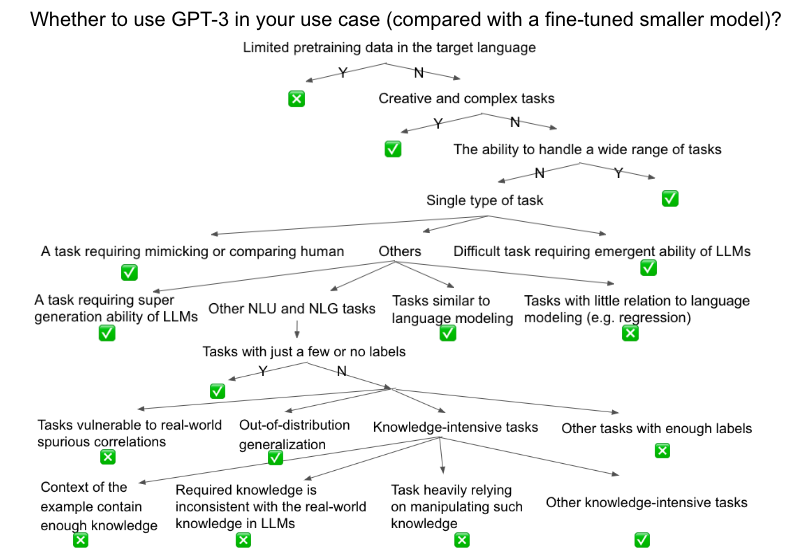 Whether to use GPT-3 in your use case (compared with a fine-tuned smaller model)?
Limited pretraining data in the target language
Y N
Creative and complex tasks
Y N
The ability to handle a wide range of tasks
N Y
Single type of task
A task requiring mimicking or comparing human
Others
Difficult task requiring emergent ability of LLMs
A task requiring super
generation ability of LLMs
Other NLU and NLG tasks
Tasks similar to
language modeling
Tasks with little relation to language
modeling (e.g. regression)
Tasks with just a few or no labels
Y N
Tasks vulnerable to real-world
spurious correlations
Out-of-distribution
generalization
Knowledge-intensive tasks
Other tasks with enough labels
Context of the
example contain
enough knowledge
Required knowledge is
inconsistent with the real-world
knowledge in LLMs
Task heavily relying
on manipulating such
knowledge
Other knowledge-intensive tasks